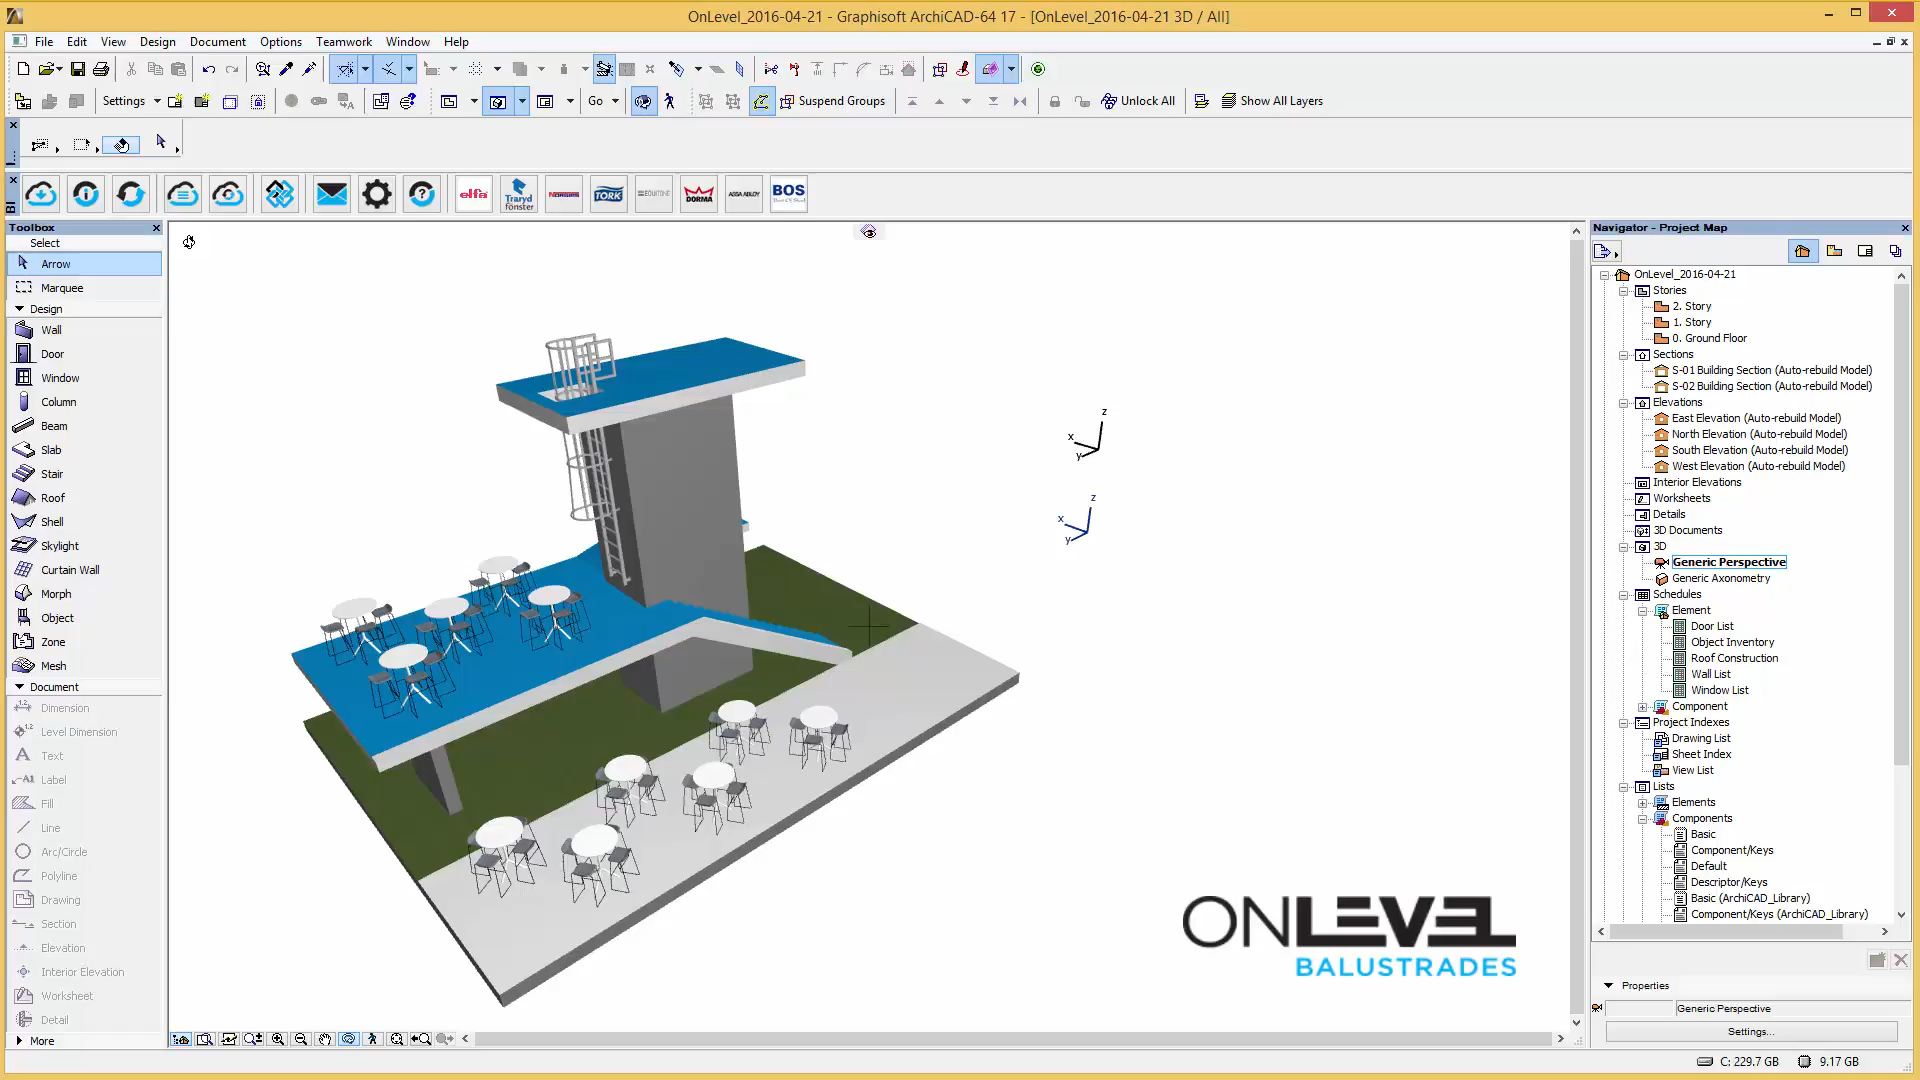 OnLevel_2016-04-21 - Graphisoft ArchiCAD-64 17 - [OnLevel_2016-04-21 3D / All]
File Edit View Design Document Options Teamwork Window Help
Settings Go Suspend Groups Unlock All Show All Layers
elfa Traryd fönster TORK EQUITONE DORMA ASSA ABLOY BOS
Toolbox
Select
Arrow
Marquee
Design
Wall
Door
Window
Column
Beam
Slab
Stair
Roof
Shell
Skylight
Curtain Wall
Morph
Object
Zone
Mesh
Document
Dimension
Level Dimension
Text
Label
Fill
Line
Arc/Circle
Polyline
Drawing
Section
Elevation
Interior Elevation
Worksheet
Detail
More
z
x
y
z
x
y
ONLEVEL
BALUSTRADES
Navigator - Project Map
OnLevel_2016-04-21
Stories
2. Story
1. Story
0. Ground Floor
Sections
S-01 Building Section (Auto-rebuild Model)
S-02 Building Section (Auto-rebuild Model)
Elevations
East Elevation (Auto-rebuild Model)
North Elevation (Auto-rebuild Model)
South Elevation (Auto-rebuild Model)
West Elevation (Auto-rebuild Model)
Interior Elevations
Worksheets
Details
3D Documents
3D
Generic Perspective
Generic Axonometry
Schedules
Element
Door List
Object Inventory
Roof Construction
Wall List
Window List
Component
Project Indexes
Drawing List
Sheet Index
View List
Lists
Elements
Components
Basic
Component/Keys
Default
Descriptor/Keys
Basic (ArchiCAD_Library)
Component/Keys (ArchiCAD_Library)
Properties
Generic Perspective
Settings...
C: 229.7 GB 9.17 GB